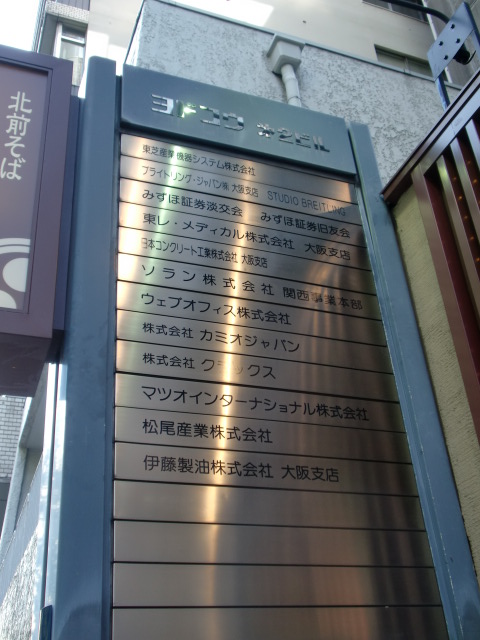 北前そば
ヨドコウ 第2ビル
東芝産業機器システム株式会社
ブライトリング・ジャパン㈱ 大阪支店 STUDIO BREITLING
みずほ証券淡交会 みずほ証券旧友会
東レ・メディカル株式会社 大阪支店
日本コンクリート工業株式会社 大阪支店
ソラン株式会社 関西事業本部
ウェブオフィス株式会社
株式会社 カミオジャパン
株式会社 クラックス
マツオインターナショナル株式会社
松尾産業株式会社
伊藤製油株式会社 大阪支店